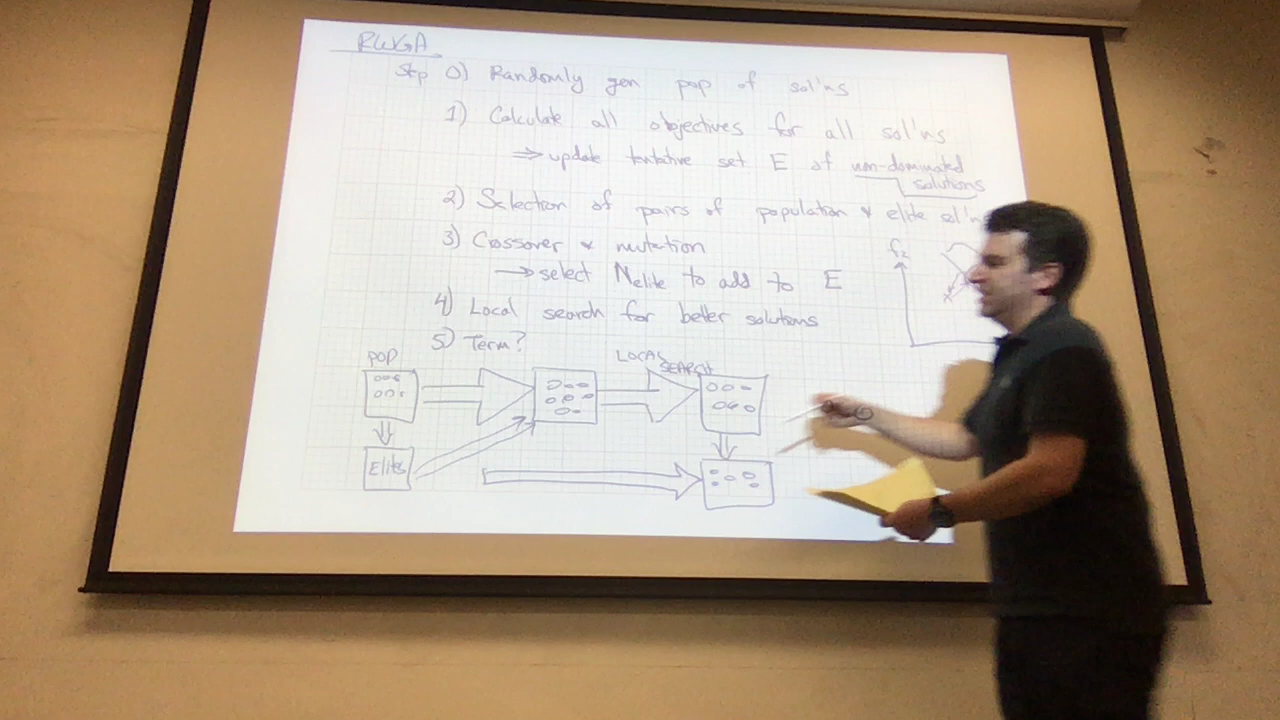 RWGA
Step 0) Randomly gen pop of sol'ns
1) Calculate all objectives for all sol'ns
⇒ update tentative set E of non-dominated
solutions
2) Selection of pairs of population & elite sol'n
3) Crossover & mutation
→ select Nelite to add to E
f2
4) Local search for better solutions
5) Term?
POP
LOCAL
SEARCH
Elites